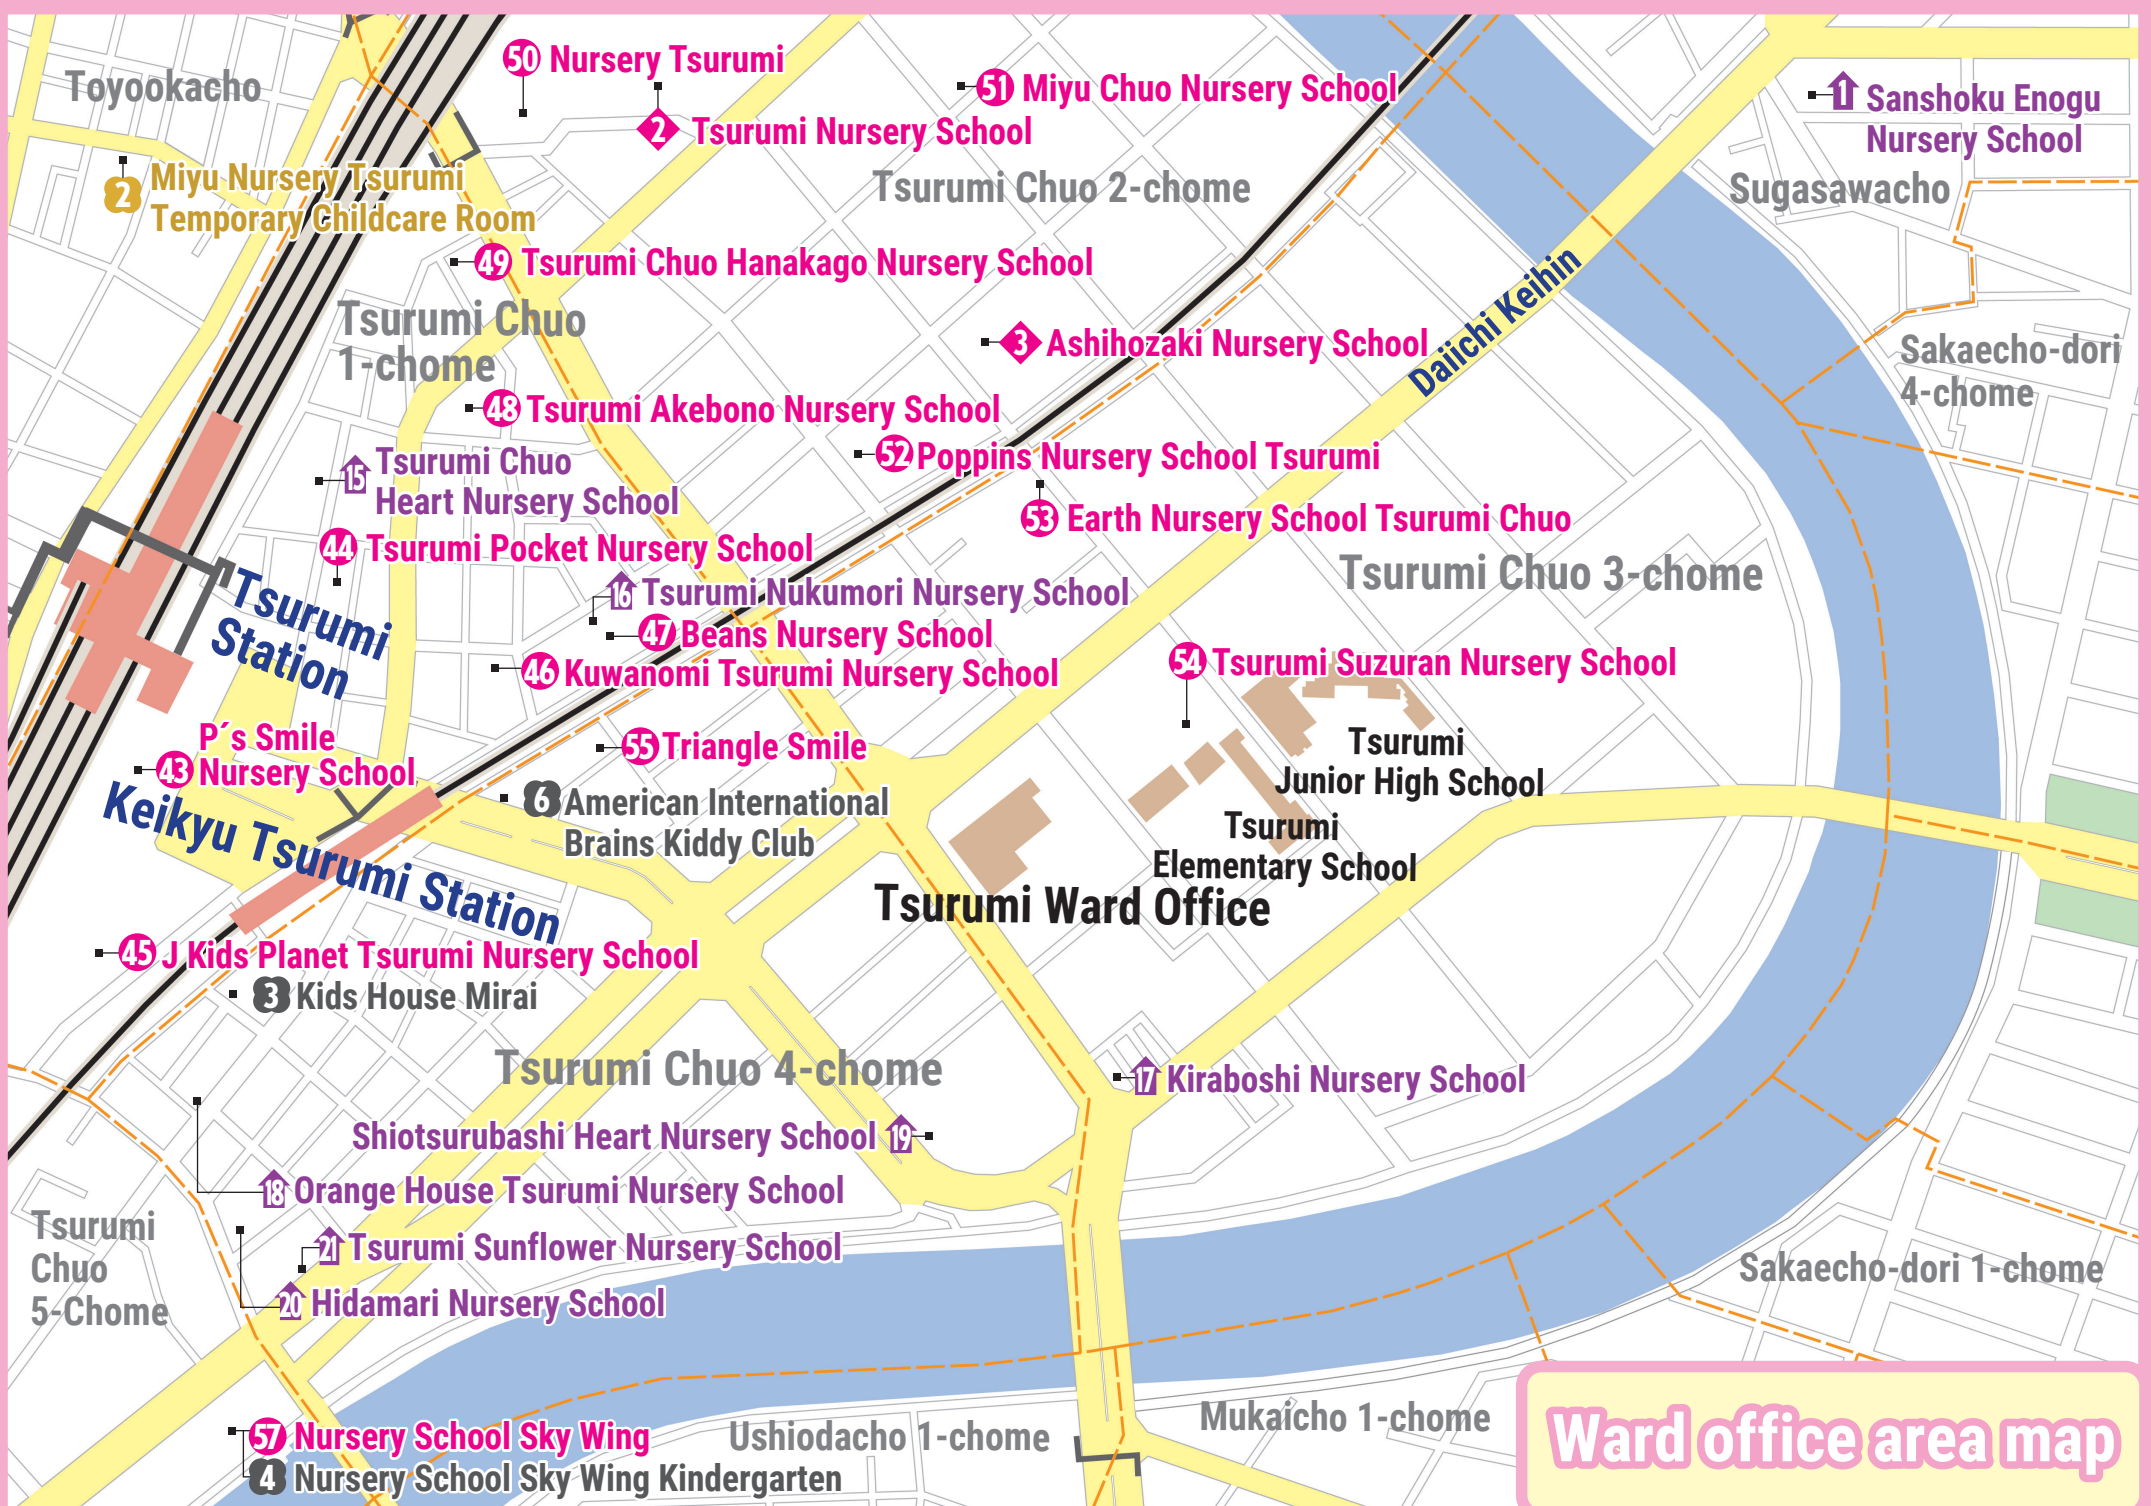 50 Nursery Tsurumi
Toyookacho
51 Miyu Chuo Nursery School
1 Sanshoku Enogu
Nursery School
2 Tsurumi Nursery School
2 Miyu Nursery Tsurumi
Temporary Childcare Room
Tsurumi Chuo 2-chome
Sugasawacho
49 Tsurumi Chuo Hanakago Nursery School
Tsurumi Chuo
1-chome
Daiichi Keihin
3 Ashihozaki Nursery School
Sakaecho-dori
4-chome
48 Tsurumi Akebono Nursery School
52 Poppins Nursery School Tsurumi
15 Tsurumi Chuo
Heart Nursery School
53 Earth Nursery School Tsurumi Chuo
44 Tsurumi Pocket Nursery School
Tsurumi Chuo 3-chome
Tsurumi
Station
16 Tsurumi Nukumori Nursery School
47 Beans Nursery School
46 Kuwanomi Tsurumi Nursery School
54 Tsurumi Suzuran Nursery School
43 P´s Smile
Nursery School
55 Triangle Smile
Tsurumi
Junior High School
6 American International
Brains Kiddy Club
Keikyu Tsurumi Station
Tsurumi
Elementary School
Tsurumi Ward Office
45 J Kids Planet Tsurumi Nursery School
3 Kids House Mirai
Tsurumi Chuo 4-chome
17 Kiraboshi Nursery School
Shiotsurubashi Heart Nursery School 19
18 Orange House Tsurumi Nursery School
Tsurumi
Chuo
5-Chome
21 Tsurumi Sunflower Nursery School
Sakaecho-dori 1-chome
20 Hidamari Nursery School
Mukaicho 1-chome
57 Nursery School Sky Wing
Ushiodacho 1-chome
4 Nursery School Sky Wing Kindergarten
Ward office area map